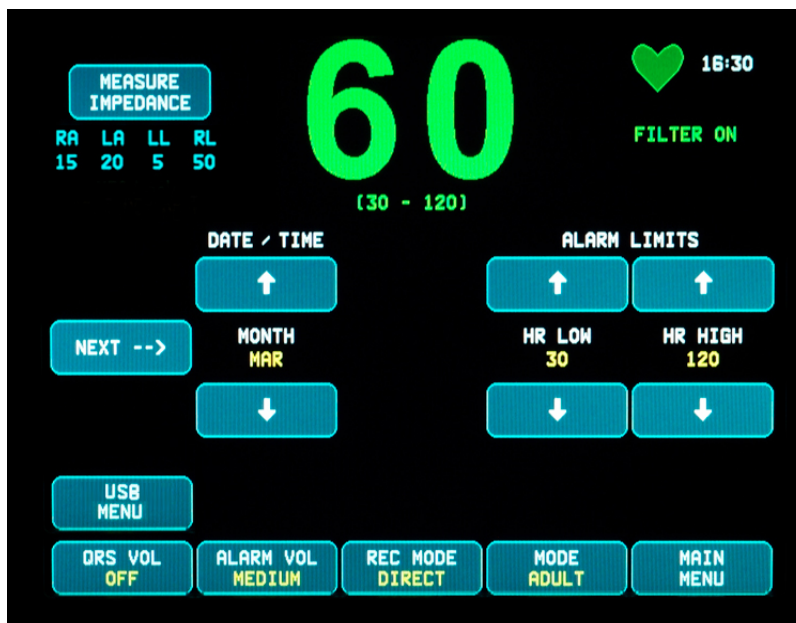 MEASURE
IMPEDANCE
RA LA LL RL
15 20 5 50
60
(30 - 120)
16:30
FILTER ON
DATE / TIME
ALARM LIMITS
NEXT -->
MONTH
MAR
HR LOW
30
HR HIGH
120
USB
MENU
QRS VOL
OFF
ALARM VOL
MEDIUM
REC MODE
DIRECT
MODE
ADULT
MAIN
MENU